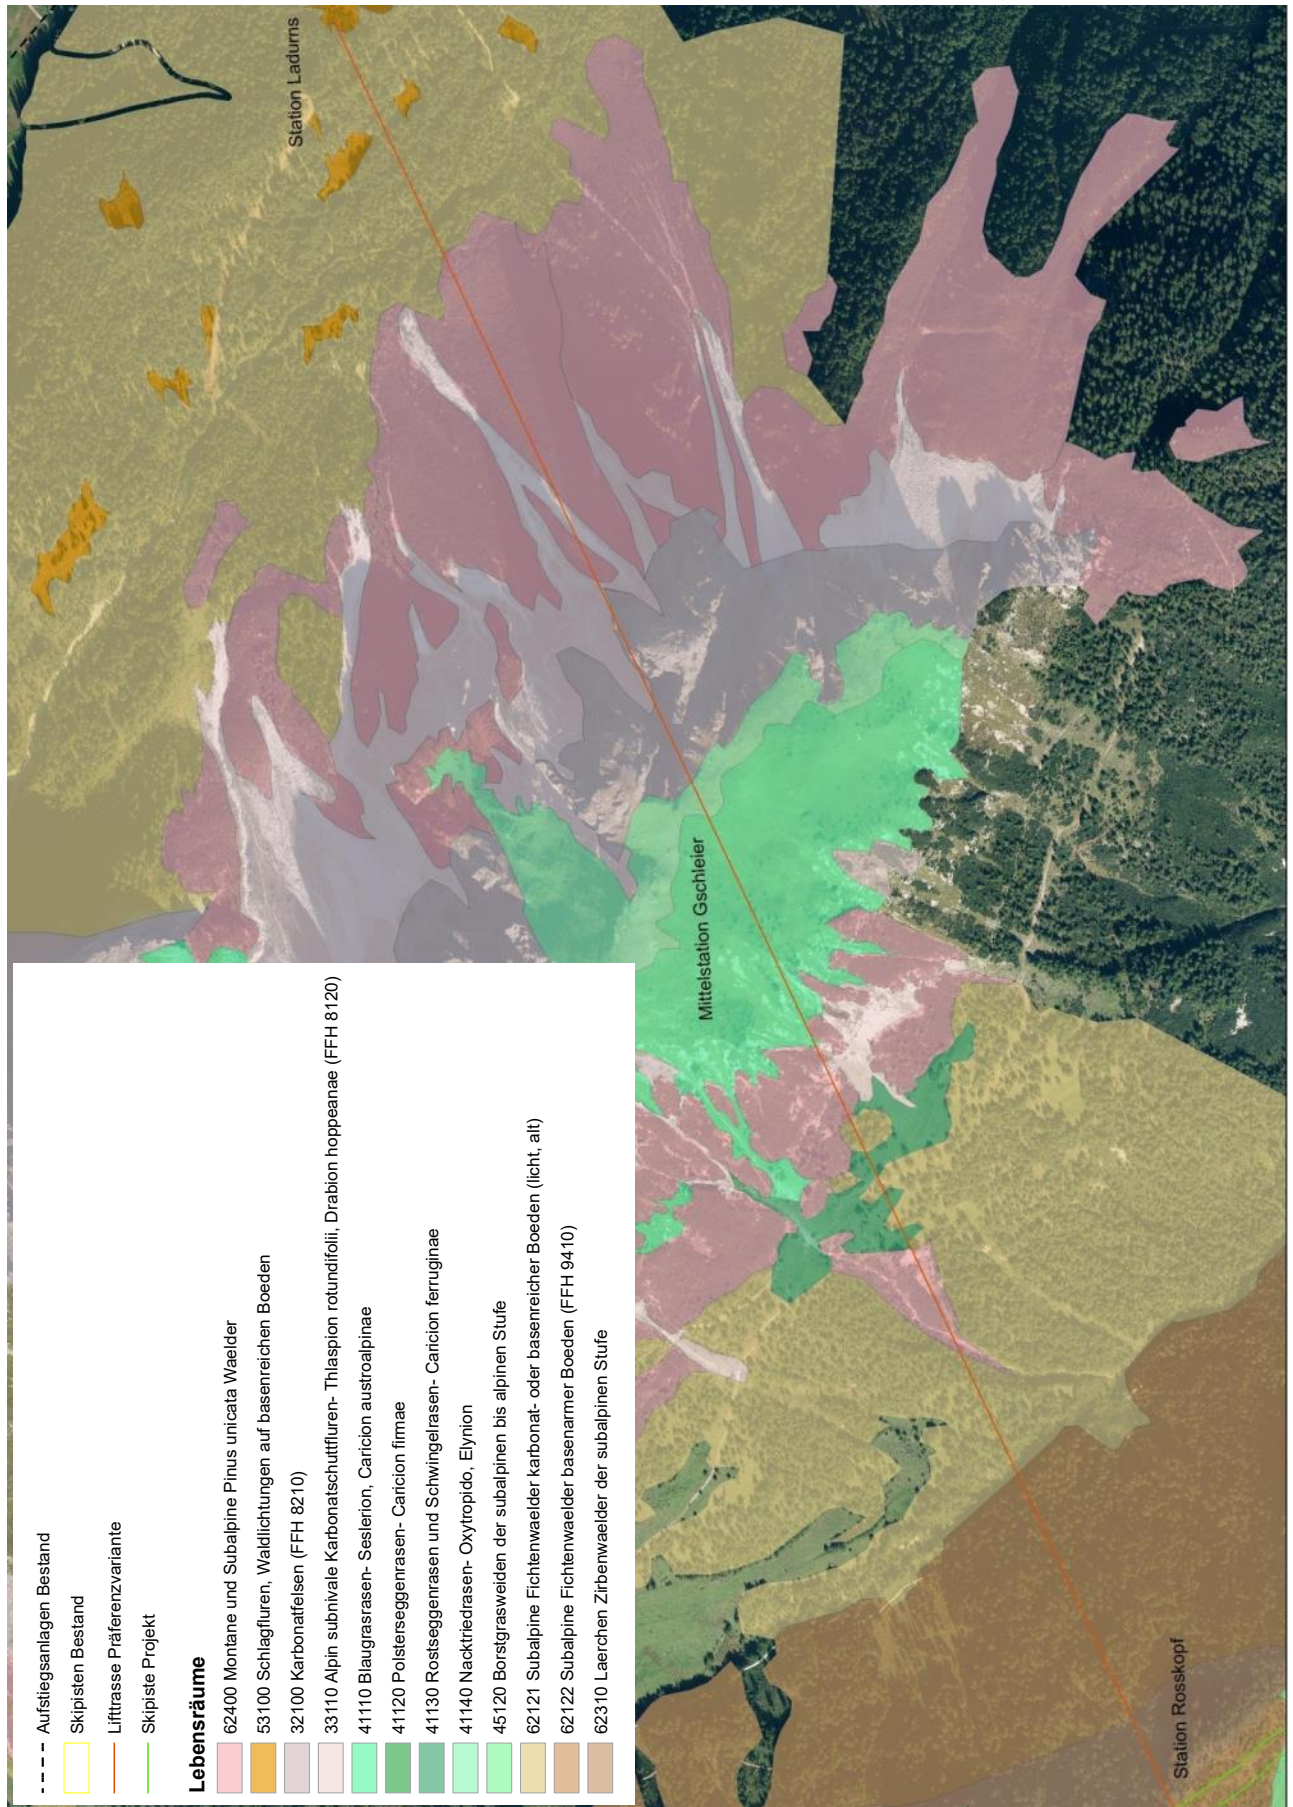 Aufstiegsanlagen Bestand
Skipisten Bestand
Lifttrasse Präferenzvariante
Skipiste Projekt
Lebensräume
62400 Montane und Subalpine Pinus unicata Waelder
53100 Schlagfluren, Waldlichtungen auf basenreichen Boeden
32100 Karbonatfelsen (FFH 8210)
33110 Alpin subnivale Karbonatschuttfluren- Thlaspion rotundifolii, Drabion hoppeanae (FFH 8120)
41110 Blaugrasrasen- Seslerion, Caricion austroalpinae
41120 Polsterseggenrasen- Caricion firmae
41130 Rostseggenrasen und Schwingelrasen- Caricion ferruginae
41140 Nacktriedrasen- Oxytropido, Elynion
45120 Borstgrasweiden der subalpinen bis alpinen Stufe
62121 Subalpine Fichtenwaelder karbonat- oder basenreicher Boeden (licht, alt)
62122 Subalpine Fichtenwaelder basenarmer Boeden (FFH 9410)
62310 Laerchen Zirbenwaelder der subalpinen Stufe
Station Ladurns
Mittelstation Gschleier
Station Rosskopf